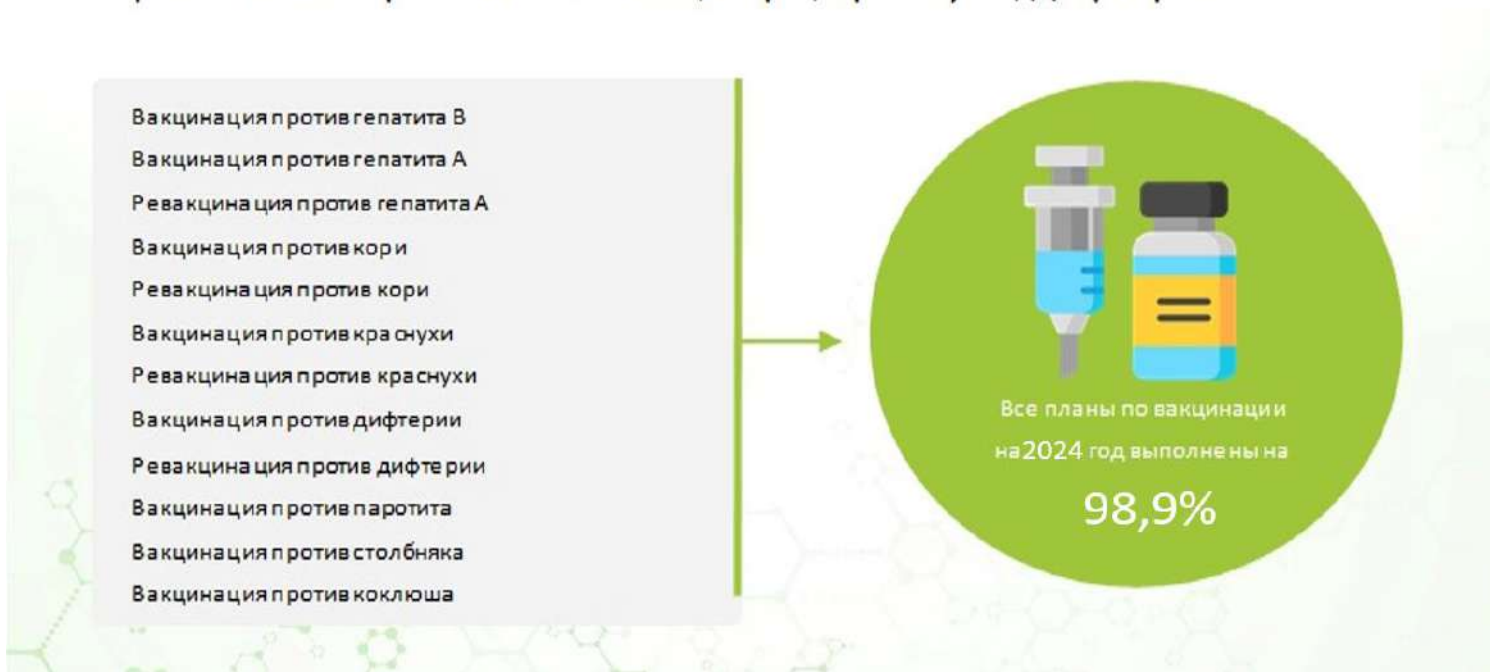 Вакцинация против гепатита В
Вакцинация против гепатита А
Ревакцинация против гепатита А
Вакцинация против кори
Ревакцинация против кори
Вакцинация против краснухи
Ревакцинация против краснухи
Вакцинация против дифтерии
Ревакцинация против дифтерии
Вакцинация против паротита
Вакцинация против столбняка
Вакцинация против коклюша
Все планы по вакцинации
на 2024 год выполнены на
98,9%